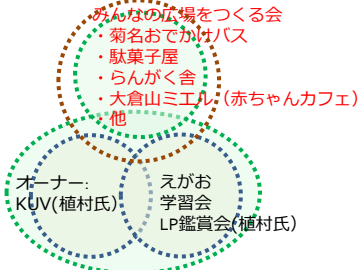 みんなの広場をつくる会
・菊名おでかけバス
・駄菓子屋
・らんがく舎
・大倉山ミエル（赤ちゃんカフェ）
・他
オーナー:
KUV(植村氏)
えがお
学習会
LP鑑賞会(植村氏)